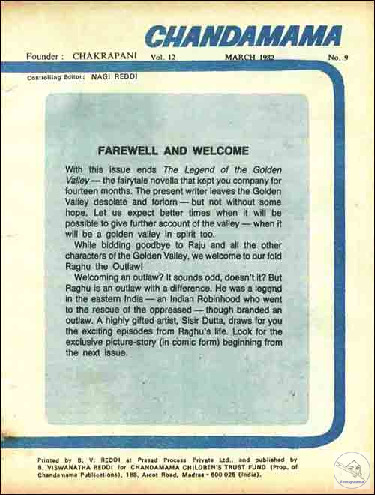 CHANDAMAMA
Founder : CHAKRAPANI Vol. 12 MARCH 1982 No. 9
Controlling Editor: NAGI REDDI
FAREWELL AND WELCOME
With this issue ends The Legend of the Golden
Valley — the fairytale novella that kept you company for
fourteen months. The present writer leaves the Golden
Valley desolate and forlorn — but not without some
hope. Let us expect better times when it will be
possible to give further account of the valley — when it
will be a golden valley in spirit too.
While bidding goodbye to Raju and all the other
characters of the Golden Valley, we welcome to our fold
Raghu the Outlaw!
Welcoming an outlaw? It sounds odd, doesn't it? But
Raghu is an outlaw with a difference. He was a legend
in the eastern India — an Indian Robinhood who went
to the rescue of the oppressed — though branded an
outlaw. A highly gifted artist, Sisir Dutta, draws for you
the exciting episodes from Raghu's life. Look for the
exclusive picture-story (in comic form) beginning from
the next issue.
Printed by B. V. REDDI at Prasad Process Private Ltd., and published by
B. VISWANATHA REDDI for CHANDAMAMA CHILDREN'S TRUST FUND (Prop. of
Chandamama Publications), 188, Arcot Road, Madras - 600 026 (India).